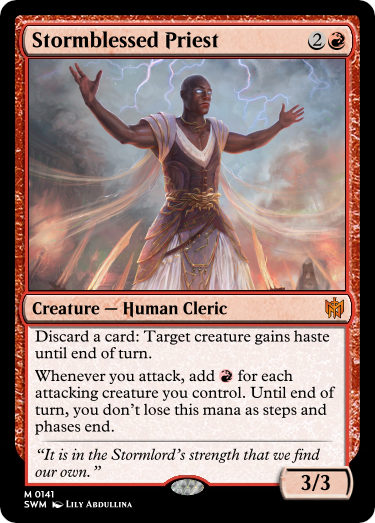 Stormblessed Priest 2
Creature — Human Cleric
Discard a card: Target creature gains haste
until end of turn.
Whenever you attack, add for each
attacking creature you control. Until end of
turn, you don't lose this mana as steps and
phases end.
“It is in the Stormlord's strength that we find
our own.”
3/3
M 0141
SWM Lily Abdullina